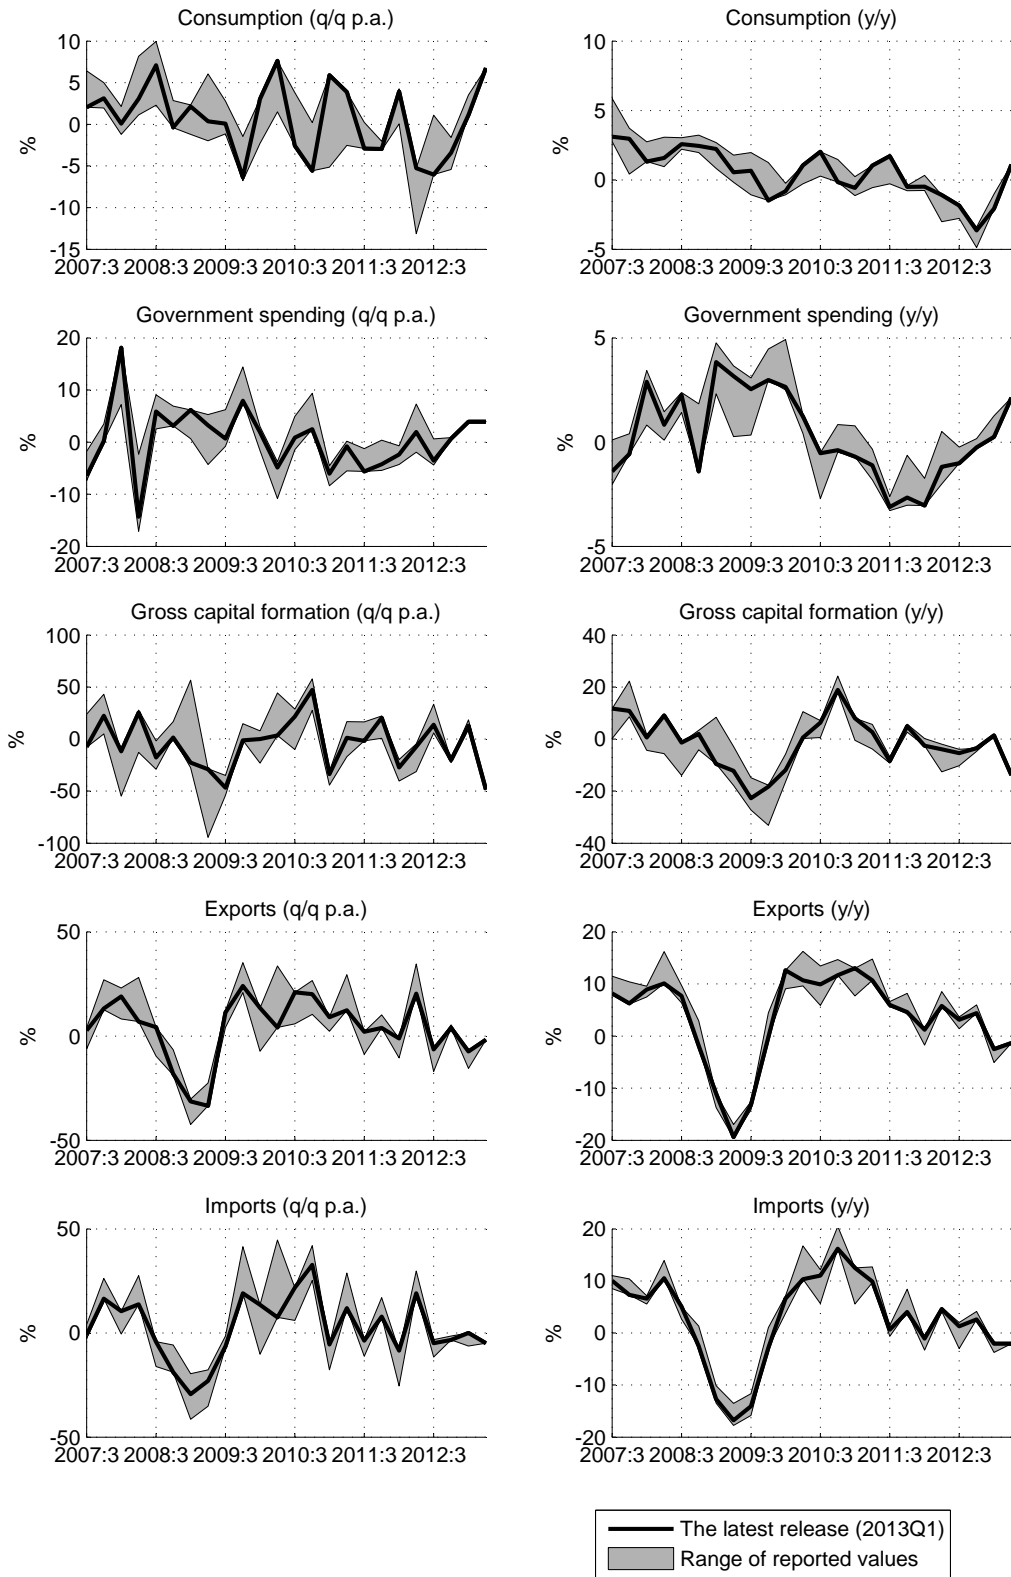 Consumption (q/q p.a.)
10
5
0
-5
-10
-15
%
2007:3 2008:3 2009:3 2010:3 2011:3 2012:3
Consumption (y/y)
10
5
0
-5
%
2007:3 2008:3 2009:3 2010:3 2011:3 2012:3
Government spending (q/q p.a.)
20
10
0
-10
-20
%
2007:3 2008:3 2009:3 2010:3 2011:3 2012:3
Government spending (y/y)
5
0
-5
%
2007:3 2008:3 2009:3 2010:3 2011:3 2012:3
Gross capital formation (q/q p.a.)
100
50
0
-50
-100
%
2007:3 2008:3 2009:3 2010:3 2011:3 2012:3
Gross capital formation (y/y)
40
20
0
-20
-40
%
2007:3 2008:3 2009:3 2010:3 2011:3 2012:3
Exports (q/q p.a.)
50
0
-50
%
2007:3 2008:3 2009:3 2010:3 2011:3 2012:3
Exports (y/y)
20
10
0
-10
-20
%
2007:3 2008:3 2009:3 2010:3 2011:3 2012:3
Imports (q/q p.a.)
50
0
-50
%
2007:3 2008:3 2009:3 2010:3 2011:3 2012:3
Imports (y/y)
20
10
0
-10
-20
%
2007:3 2008:3 2009:3 2010:3 2011:3 2012:3
The latest release (2013Q1)
Range of reported values